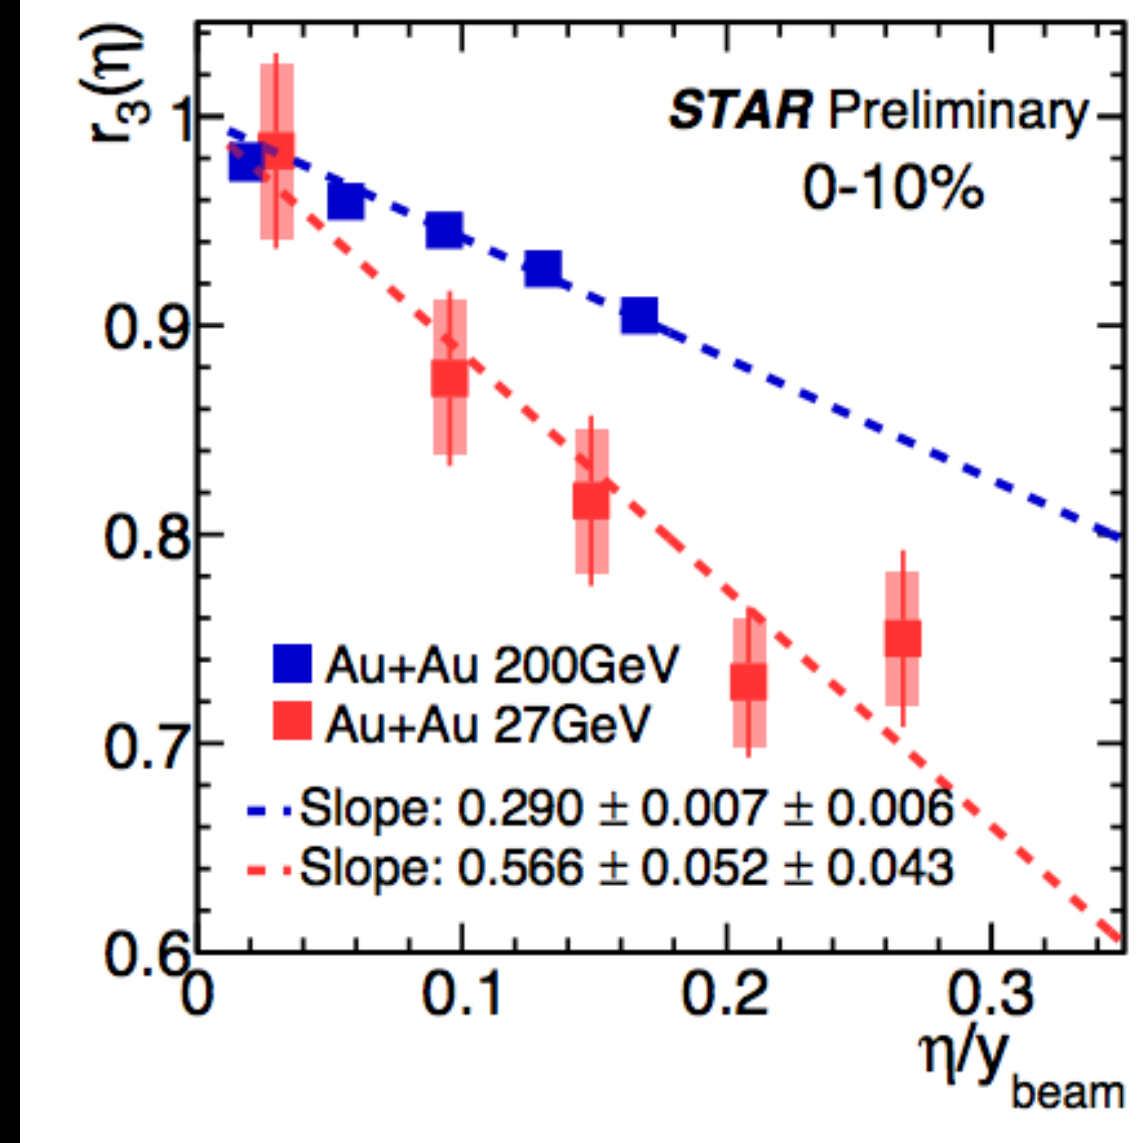 r3(η)
1
0.9
0.8
0.7
0.6
STAR Preliminary
0-10%
Au+Au 200GeV
Au+Au 27GeV
Slope: 0.290 ± 0.007 ± 0.006
Slope: 0.566 ± 0.052 ± 0.043
0 0.1 0.2 0.3
η/ybeam